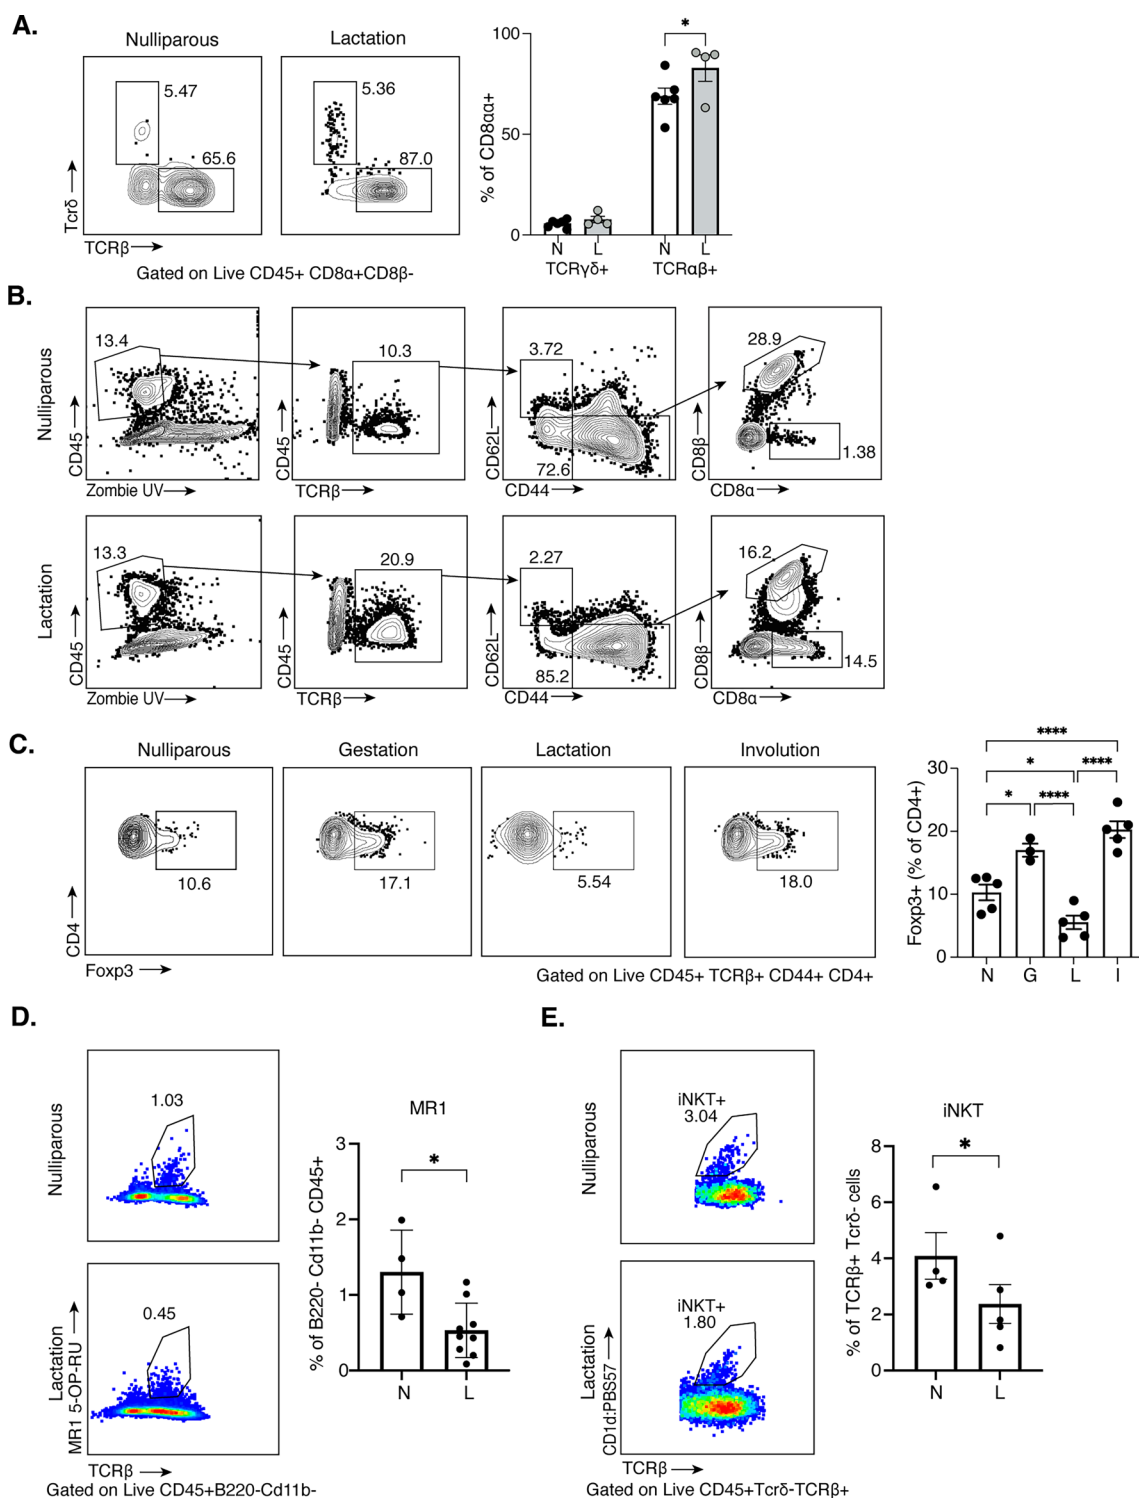 A.
Nulliparous
Lactation
5.47
65.6
5.36
87.0
Tcrδ
TCRβ
Gated on Live CD45+ CD8α+CD8β-
100
50
0
% of CD8αα+
*
N L N L
TCRγδ+ TCRαβ+
B.
Nulliparous
13.4
10.3
3.72
72.6
28.9
1.38
CD45
Zombie UV
CD45
TCRβ
CD62L
CD44
CD8β
CD8α
Lactation
13.3
20.9
2.27
85.2
16.2
14.5
CD45
Zombie UV
CD45
TCRβ
CD62L
CD44
CD8β
CD8α
C.
Nulliparous
Gestation
Lactation
Involution
10.6
17.1
5.54
18.0
CD4
Foxp3
Gated on Live CD45+ TCRβ+ CD44+ CD4+
Foxp3+ (% of CD4+)
30
20
10
0
****
* ****
* ****
N G L I
D.
Nulliparous
1.03
Lactation
MR1 5-OP-RU
0.45
TCRβ
Gated on Live CD45+B220-Cd11b-
MR1
% of B220- Cd11b- CD45+
3
2
1
0
*
N L
E.
Nulliparous
iNKT+
3.04
Lactation
CD1d:PBS57
iNKT+
1.80
TCRβ
Gated on Live CD45+Tcrδ-TCRβ+
iNKT
% of TCRβ+ Tcrδ- cells
8
6
4
2
0
*
N L